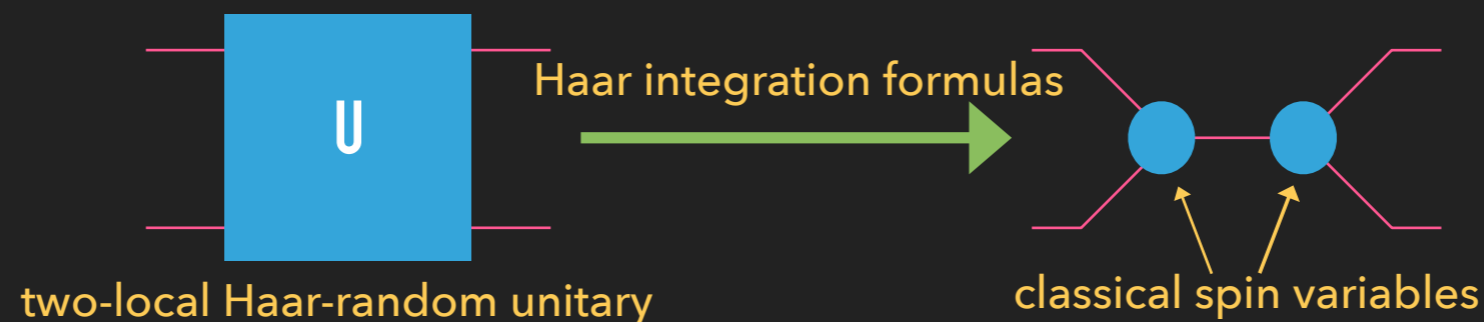 U
Haar integration formulas
two-local Haar-random unitary
classical spin variables